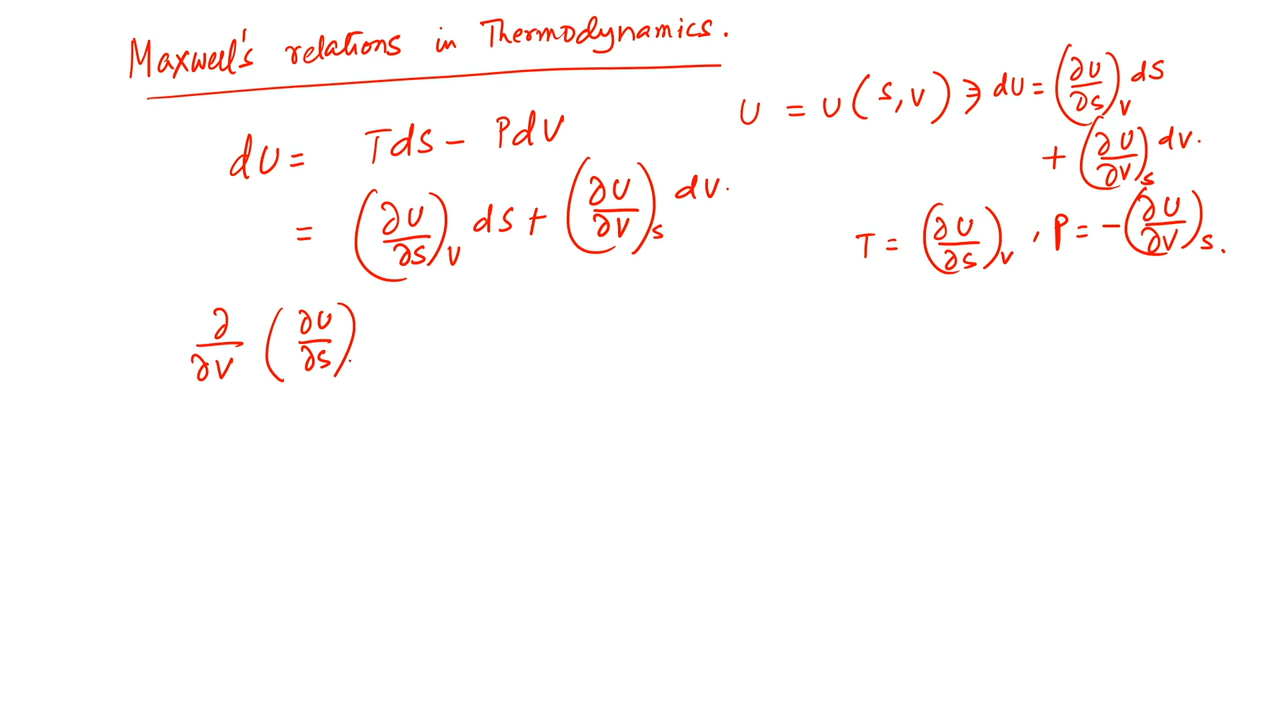 Maxwell's relations in Thermodynamics.
dU = TdS - PdV
= (∂U/∂S)_V dS + (∂U/∂V)_S dV.
∂/∂V (∂U/∂S)
U = U(S,V) ∋ dU = (∂U/∂S)_V dS
+ (∂U/∂V)_S dV.
T = (∂U/∂S)_V , P = -(∂U/∂V)_S.